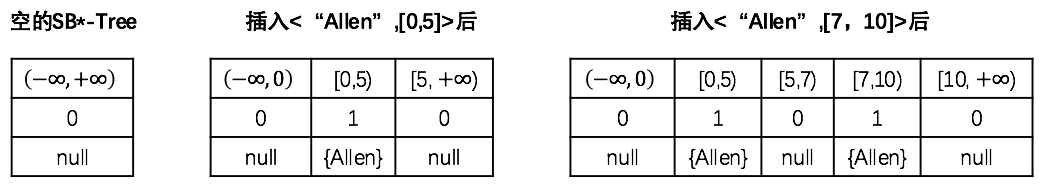 空的SB*-Tree 插入<“Allen”,[0,5]>后 插入<“Allen”,[7，10]>后
(−∞,+∞) (−∞,0) [0,5) [5,+∞) (−∞,0) [0,5) [5,7) [7,10) [10,+∞)
0 0 1 0 0 1 0 1 0
null null {Allen} null null {Allen} null {Allen} null